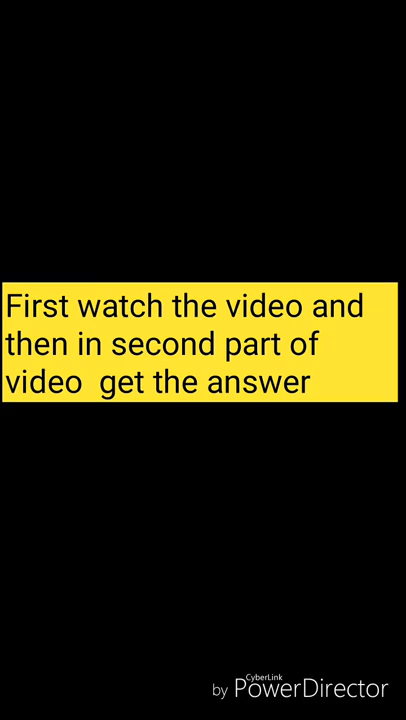 First watch the video and
then in second part of
video  get the answer
CyberLink
by PowerDirector